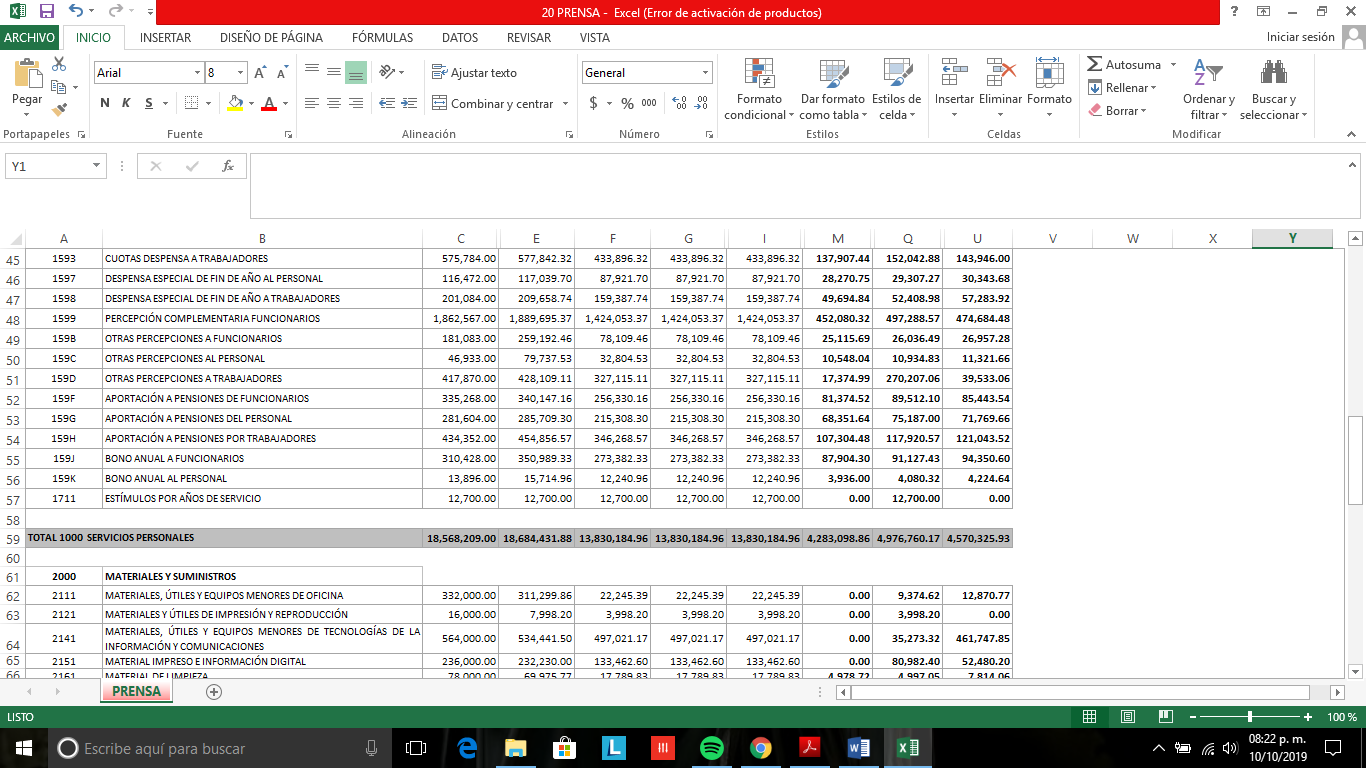 20 PRENSA -  Excel (Error de activación de productos)
ARCHIVO INICIO INSERTAR DISEÑO DE PÁGINA FÓRMULAS DATOS REVISAR VISTA Iniciar sesión
Arial 8 Ajustar texto General Autosuma
Pegar N K S Combinar y centrar $ % 000 Formato condicional Dar formato como tabla Estilos de celda Insertar Eliminar Formato Rellenar Borrar Ordenar y filtrar Buscar y seleccionar
Portapapeles Fuente Alineación Número Estilos Celdas Modificar
Y1 fx
A B C E F G I M Q U V W X Y
45 1593 CUOTAS DESPENSA A TRABAJADORES 575,784.00 577,842.32 433,896.32 433,896.32 433,896.32 137,907.44 152,042.88 143,946.00
46 1597 DESPENSA ESPECIAL DE FIN DE AÑO AL PERSONAL 116,472.00 117,039.70 87,921.70 87,921.70 87,921.70 28,270.75 29,307.27 30,343.68
47 1598 DESPENSA ESPECIAL DE FIN DE AÑO A TRABAJADORES 201,084.00 209,658.74 159,387.74 159,387.74 159,387.74 49,694.84 52,408.98 57,283.92
48 1599 PERCEPCIÓN COMPLEMENTARIA FUNCIONARIOS 1,862,567.00 1,889,695.37 1,424,053.37 1,424,053.37 1,424,053.37 452,080.32 497,288.57 474,684.48
49 159B OTRAS PERCEPCIONES A FUNCIONARIOS 181,083.00 259,192.46 78,109.46 78,109.46 78,109.46 25,115.69 26,036.49 26,957.28
50 159C OTRAS PERCEPCIONES AL PERSONAL 46,933.00 79,737.53 32,804.53 32,804.53 32,804.53 10,548.04 10,934.83 11,321.66
51 159D OTRAS PERCEPCIONES A TRABAJADORES 417,870.00 428,109.11 327,115.11 327,115.11 327,115.11 17,374.99 270,207.06 39,533.06
52 159F APORTACIÓN A PENSIONES DE FUNCIONARIOS 335,268.00 340,147.16 256,330.16 256,330.16 256,330.16 81,374.52 89,512.10 85,443.54
53 159G APORTACIÓN A PENSIONES DEL PERSONAL 281,604.00 285,709.30 215,308.30 215,308.30 215,308.30 68,351.64 75,187.00 71,769.66
54 159H APORTACIÓN A PENSIONES POR TRABAJADORES 434,352.00 454,856.57 346,268.57 346,268.57 346,268.57 107,304.48 117,920.57 121,043.52
55 159J BONO ANUAL A FUNCIONARIOS 310,428.00 350,989.33 273,382.33 273,382.33 273,382.33 87,904.30 91,127.43 94,350.60
56 159K BONO ANUAL AL PERSONAL 13,896.00 15,714.96 12,240.96 12,240.96 12,240.96 3,936.00 4,080.32 4,224.64
57 1711 ESTÍMULOS POR AÑOS DE SERVICIO 12,700.00 12,700.00 12,700.00 12,700.00 12,700.00 0.00 12,700.00 0.00
58
59 TOTAL 1000 SERVICIOS PERSONALES 18,568,209.00 18,684,431.88 13,830,184.96 13,830,184.96 13,830,184.96 4,283,098.86 4,976,760.17 4,570,325.93
60
61 2000 MATERIALES Y SUMINISTROS
62 2111 MATERIALES, ÚTILES Y EQUIPOS MENORES DE OFICINA 332,000.00 311,299.86 22,245.39 22,245.39 22,245.39 0.00 9,374.62 12,870.77
63 2121 MATERIALES Y ÚTILES DE IMPRESIÓN Y REPRODUCCIÓN 16,000.00 7,998.20 3,998.20 3,998.20 3,998.20 0.00 3,998.20 0.00
64 2141 MATERIALES, ÚTILES Y EQUIPOS MENORES DE TECNOLOGÍAS DE LA INFORMACIÓN Y COMUNICACIONES 564,000.00 534,441.50 497,021.17 497,021.17 497,021.17 0.00 35,273.32 461,747.85
65 2151 MATERIAL IMPRESO E INFORMACIÓN DIGITAL 236,000.00 232,230.00 133,462.60 133,462.60 133,462.60 0.00 80,982.40 52,480.20
66 2161 MATERIAL DE LIMPIEZA 78,000.00 69,975.77 17,789.83 17,789.83 17,789.83 4,978.72 4,997.05 7,814.06
PRENSA
LISTO 100 %
Escribe aquí para buscar
08:22 p. m.
10/10/2019